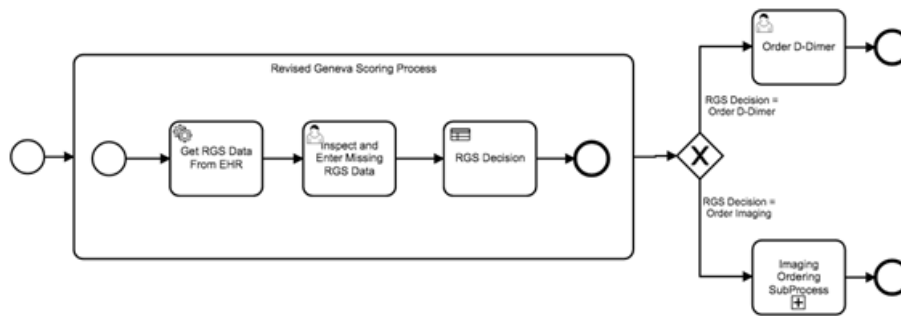 Revised Geneva Scoring Process
Get RGS Data
From EHR
Inspect and
Enter Missing
RGS Data
RGS Decision
Order D-Dimer
RGS Decision =
Order D-Dimer
X
RGS Decision =
Order Imaging
Imaging
Ordering
SubProcess